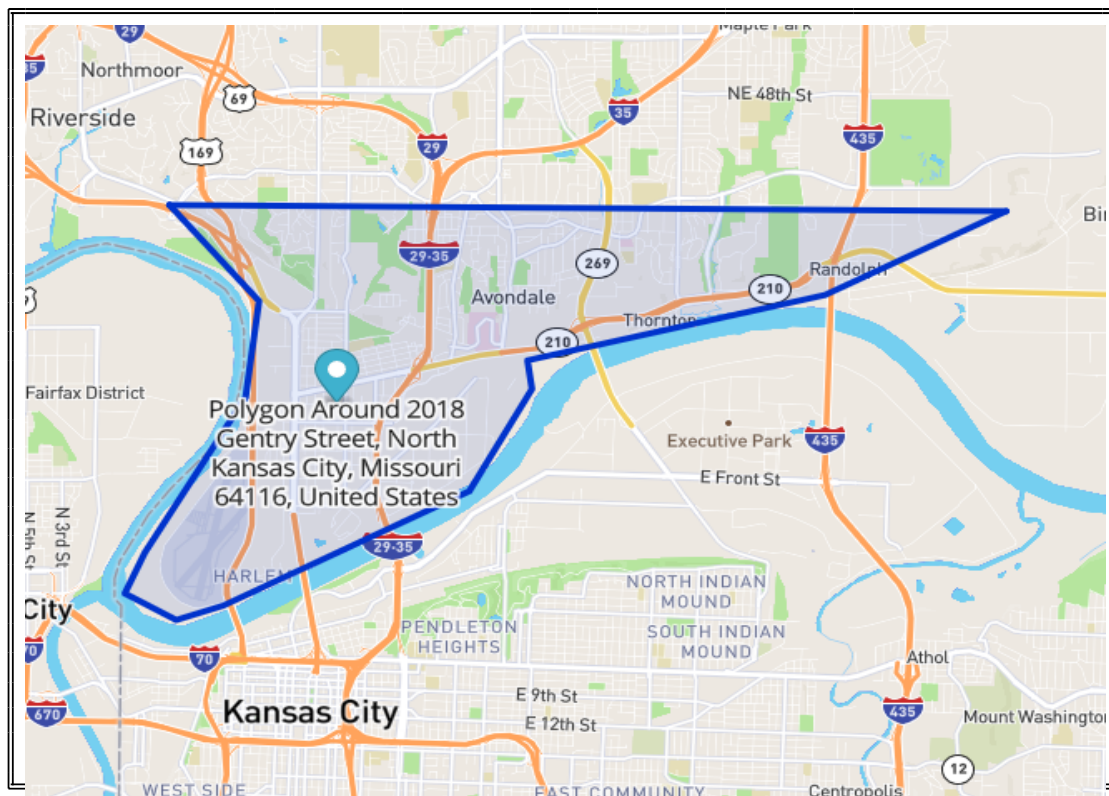 Maple Park
29
35
Northmoor
69
NE 48th St
35
Riverside
435
29
169
29-35
269
Randolph
210
Avondale
Thornton
210
Fairfax District
Polygon Around 2018
Gentry Street, North
Kansas City, Missouri
64116, United States
Executive Park
435
E Front St
N 5th St
N 3rd St
29-35
HARLEM
NORTH INDIAN
MOUND
City
PENDLETON
HEIGHTS
SOUTH INDIAN
MOUND
70
70
Athol
E 9th St
Kansas City
670
E 12th St
435
Mount Washington
12
WEST SIDE
EAST COMMUNITY
Centropolis